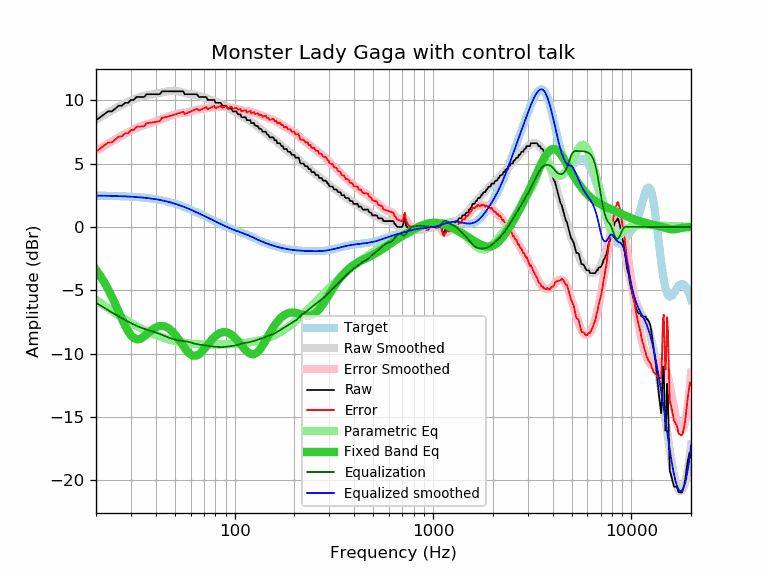 Monster Lady Gaga with control talk
Amplitude (dBr)
10
5
0
−5
−10
−15
−20
Target
Raw Smoothed
Error Smoothed
Raw
Error
Parametric Eq
Fixed Band Eq
Equalization
Equalized smoothed
100 1000 10000
Frequency (Hz)